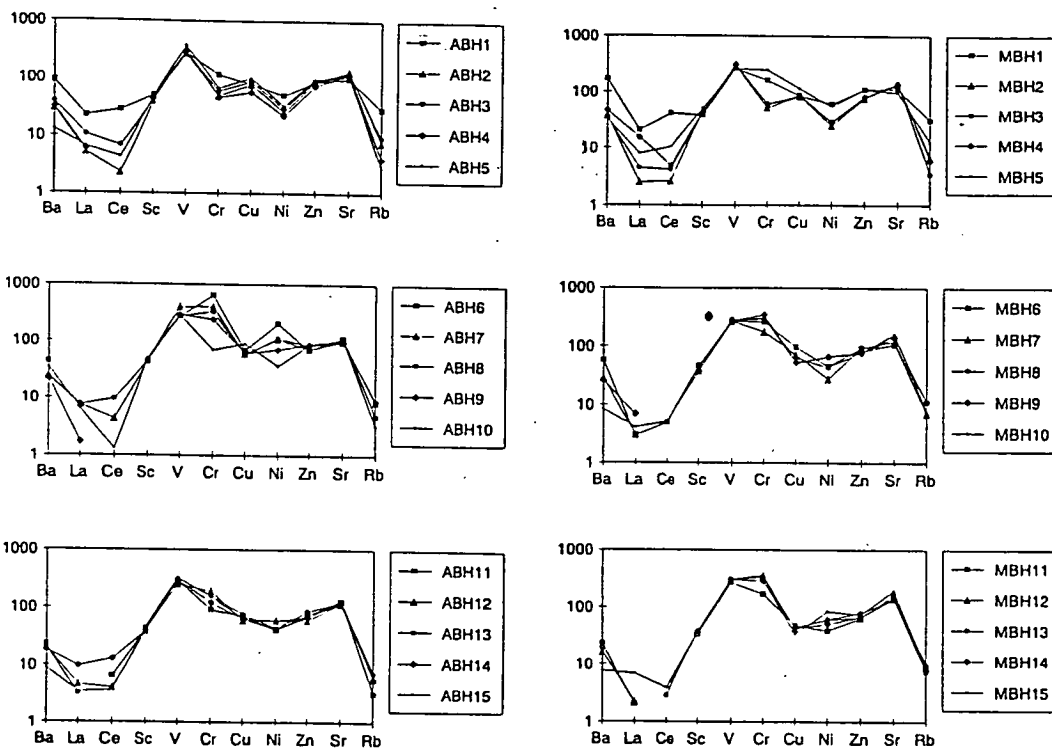 1000
100
10
1
Ba La Ce Sc V Cr Cu Ni Zn Sr Rb
ABH1
ABH2
ABH3
ABH4
ABH5
1000
100
10
1
Ba La Ce Sc V Cr Cu Ni Zn Sr Rb
MBH1
MBH2
MBH3
MBH4
MBH5
1000
100
10
1
Ba La Ce Sc V Cr Cu Ni Zn Sr Rb
ABH6
ABH7
ABH8
ABH9
ABH10
1000
100
10
1
Ba La Ce Sc V Cr Cu Ni Zn Sr Rb
MBH6
MBH7
MBH8
MBH9
MBH10
1000
100
10
1
Ba La Ce Sc V Cr Cu Ni Zn Sr Rb
ABH11
ABH12
ABH13
ABH14
ABH15
1000
100
10
1
Ba La Ce Sc V Cr Cu Ni Zn Sr Rb
MBH11
MBH12
MBH13
MBH14
MBH15